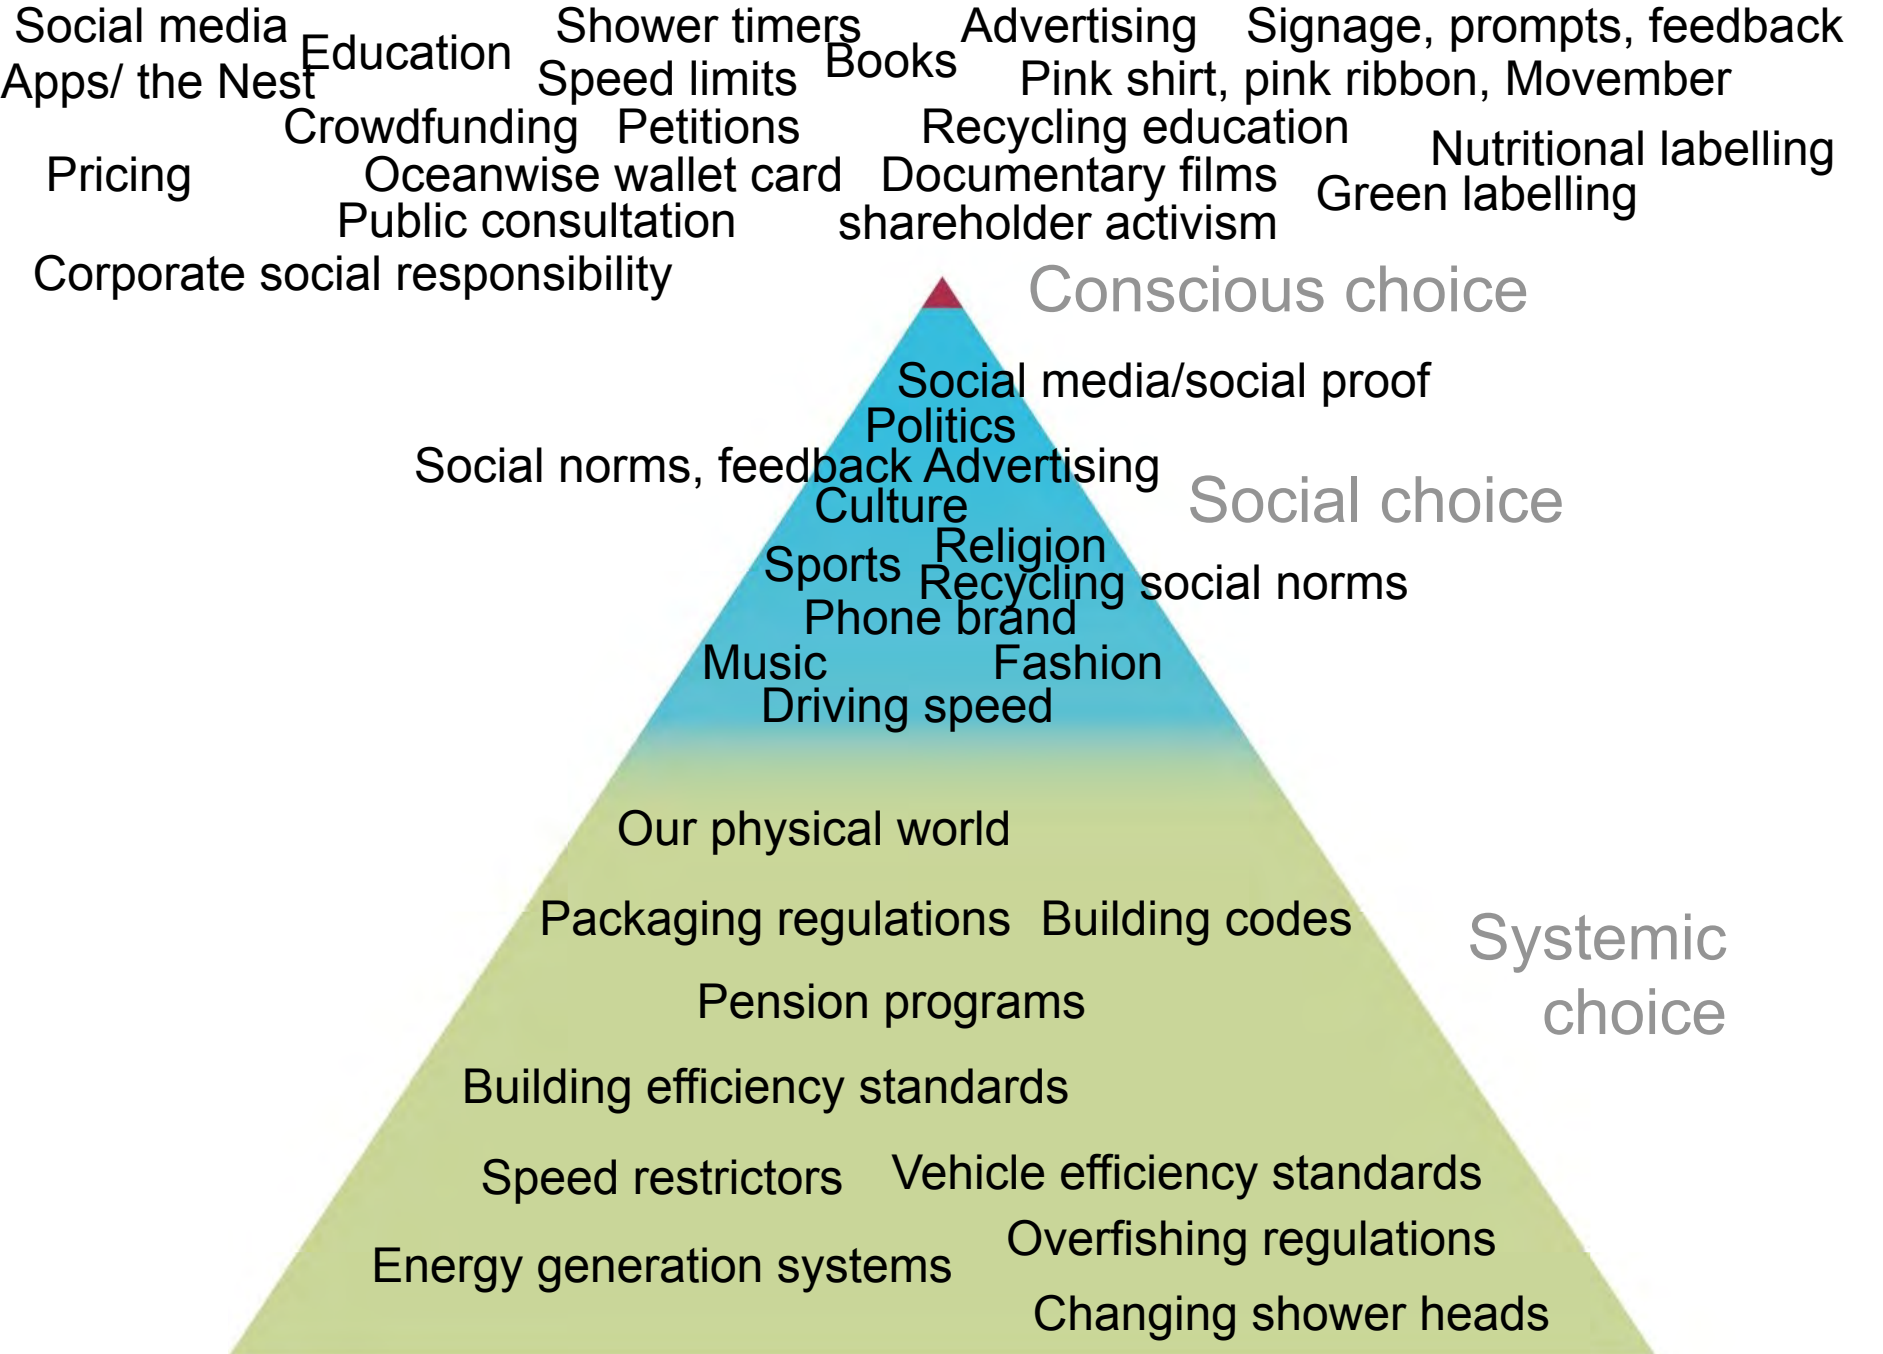 Social media
Education
Shower timers
Books
Advertising
Signage, prompts, feedback
Apps/ the Nest
Speed limits
Pink shirt, pink ribbon, Movember
Crowdfunding
Petitions
Recycling education
Nutritional labelling
Pricing
Oceanwise wallet card
Documentary films
Green labelling
Public consultation
shareholder activism
Corporate social responsibility
Conscious choice
Social media/social proof
Politics
Social norms, feedback
Advertising
Culture
Social choice
Religion
Sports
Recycling social norms
Phone brand
Music
Fashion
Driving speed
Our physical world
Packaging regulations
Building codes
Systemic
choice
Pension programs
Building efficiency standards
Speed restrictors
Vehicle efficiency standards
Overfishing regulations
Energy generation systems
Changing shower heads